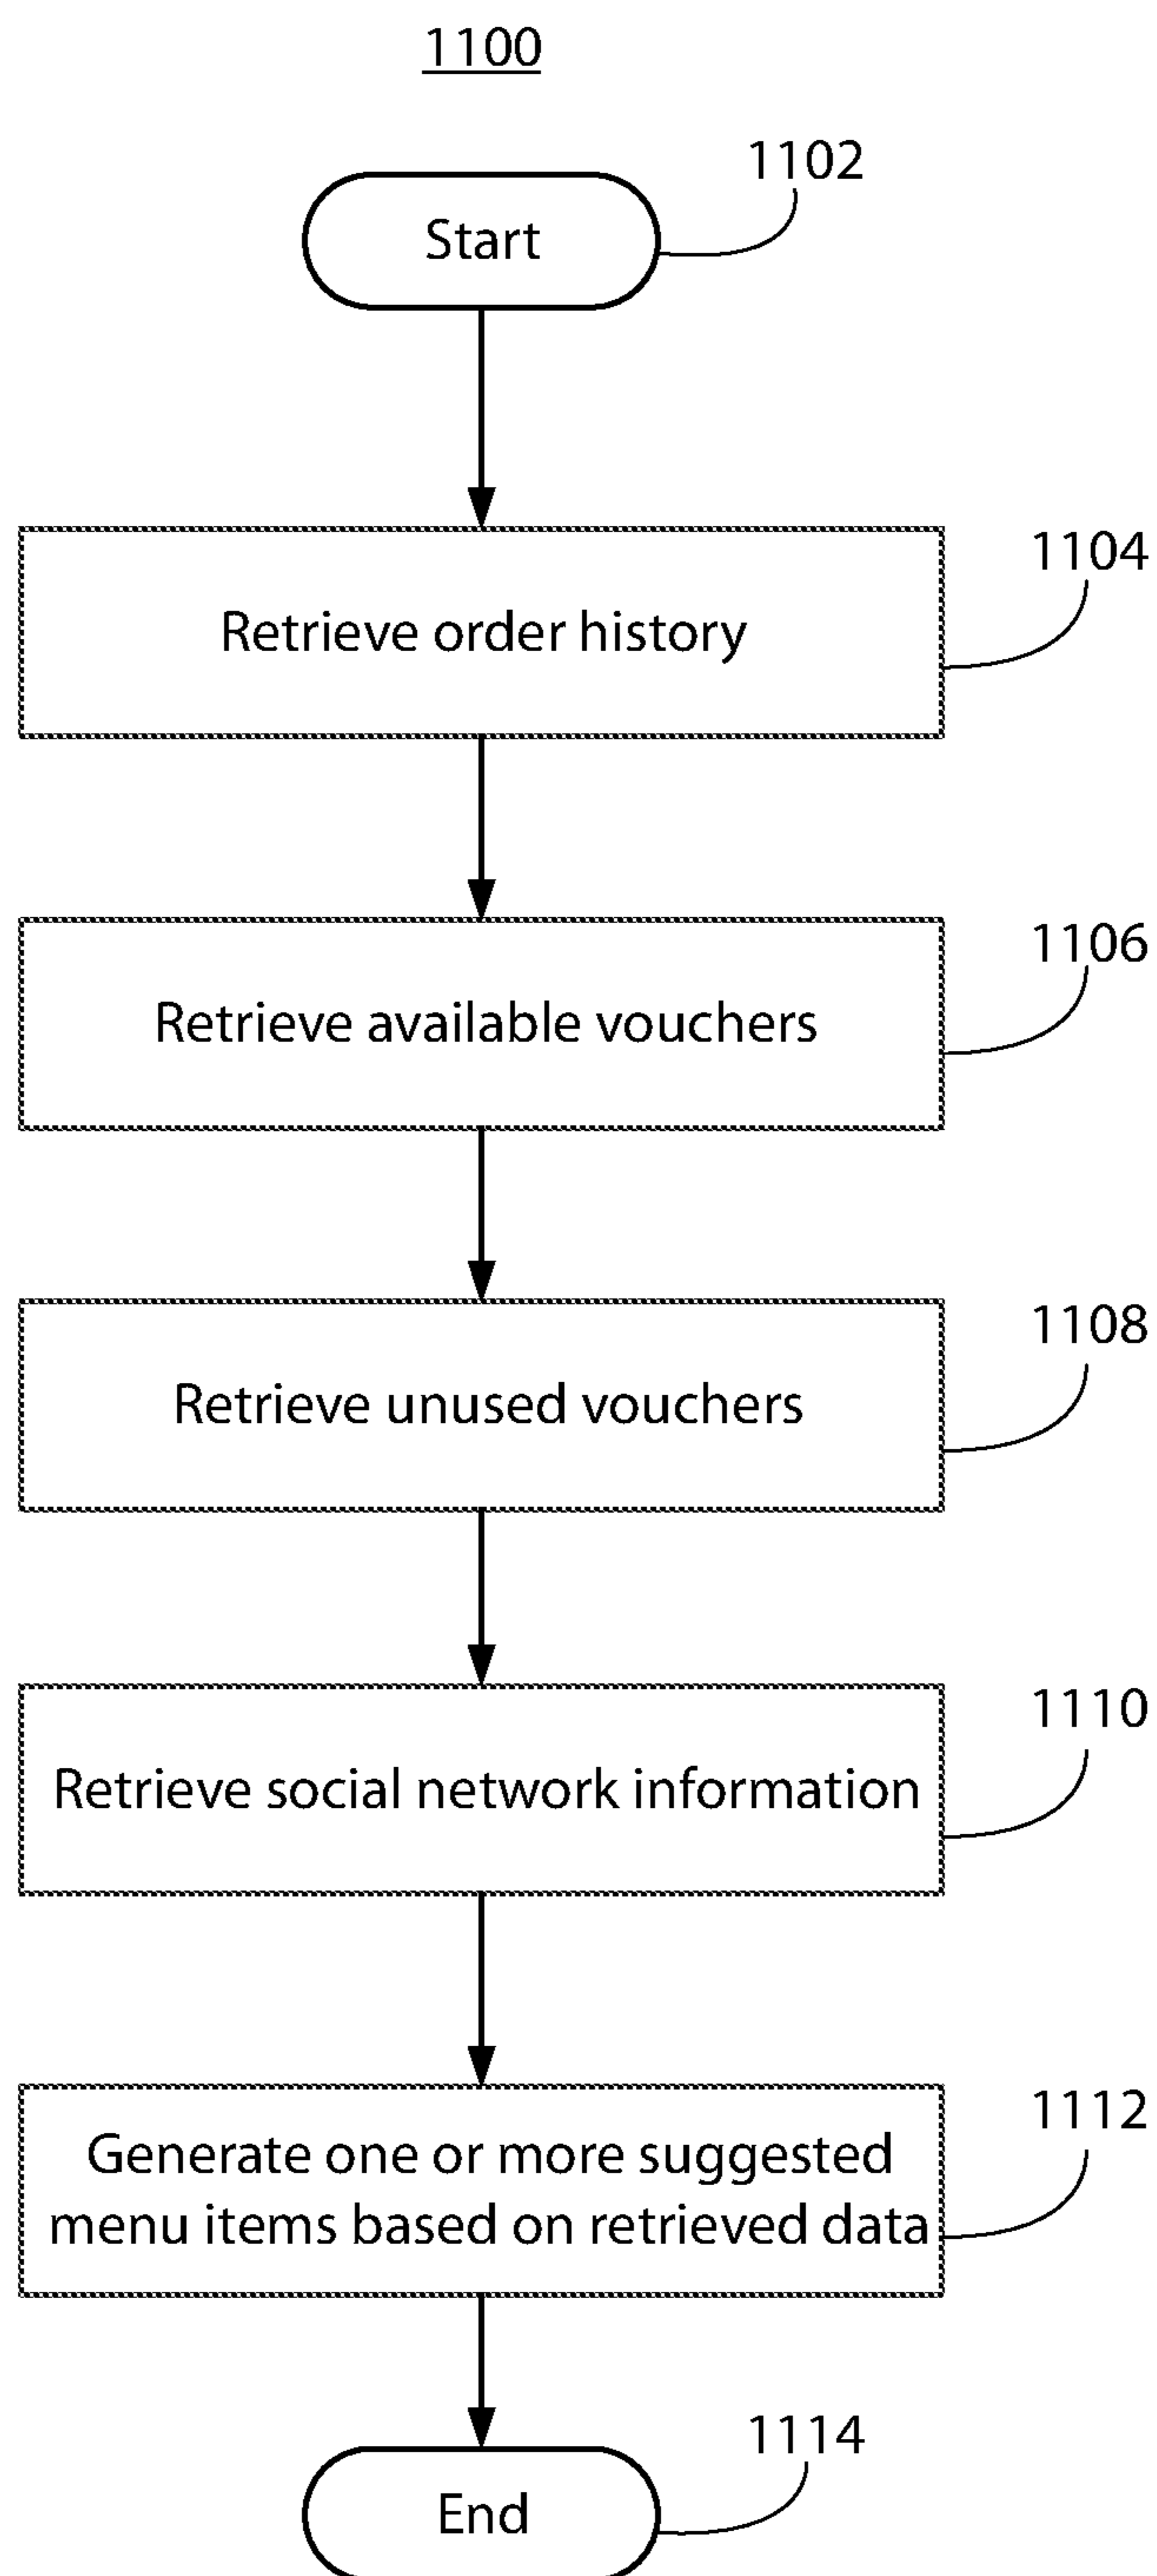 1100
1102
Start
1104
Retrieve order history
1106
Retrieve available vouchers
1108
Retrieve unused vouchers
1110
Retrieve social network information
1112
Generate one or more suggested
menu items based on retrieved data
1114
End